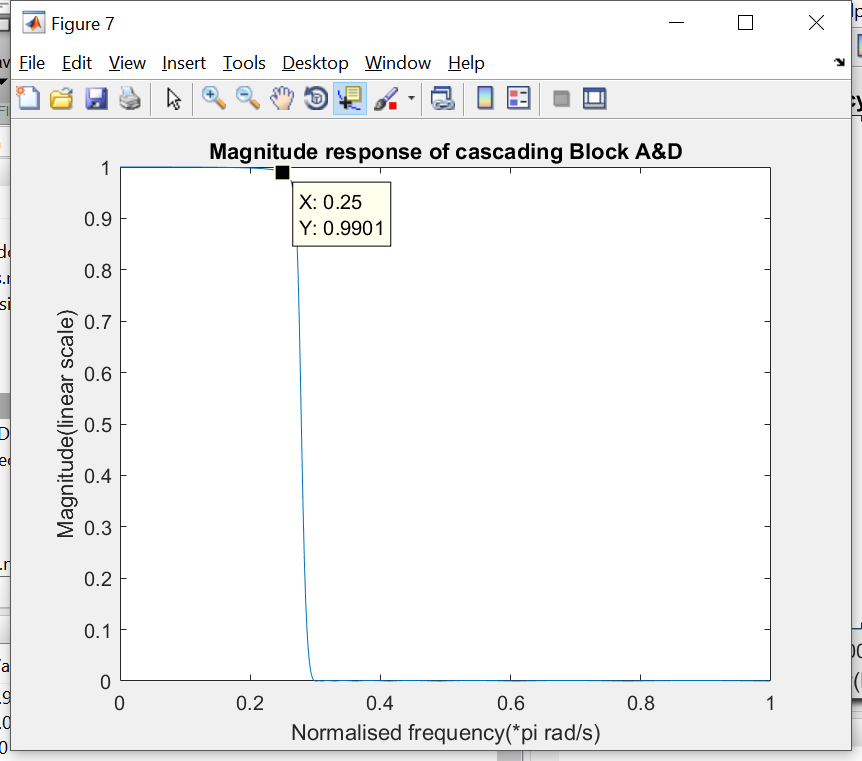 Figure 7
File Edit View Insert Tools Desktop Window Help
Magnitude response of cascading Block A&D
X: 0.25
Y: 0.9901
Magnitude(linear scale)
1
0.9
0.8
0.7
0.6
0.5
0.4
0.3
0.2
0.1
0
0 0.2 0.4 0.6 0.8 1
Normalised frequency(*pi rad/s)